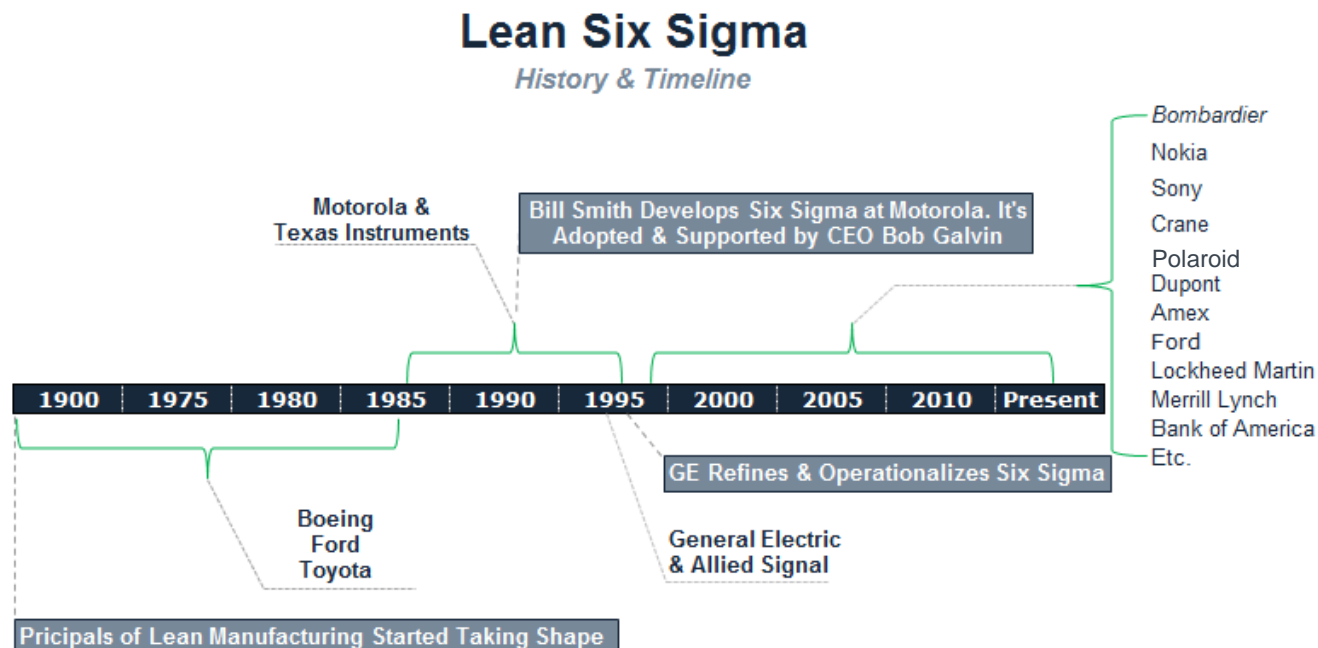 Lean Six Sigma
History & Timeline
Motorola &
Texas Instruments
Bill Smith Develops Six Sigma at Motorola. It's
Adopted & Supported by CEO Bob Galvin
Bombardier
Nokia
Sony
Crane
Polaroid
Dupont
Amex
Ford
Lockheed Martin
Merrill Lynch
Bank of America
Etc.
1900 1975 1980 1985 1990 1995 2000 2005 2010 Present
GE Refines & Operationalizes Six Sigma
Boeing
Ford
Toyota
General Electric
& Allied Signal
Pricipals of Lean Manufacturing Started Taking Shape